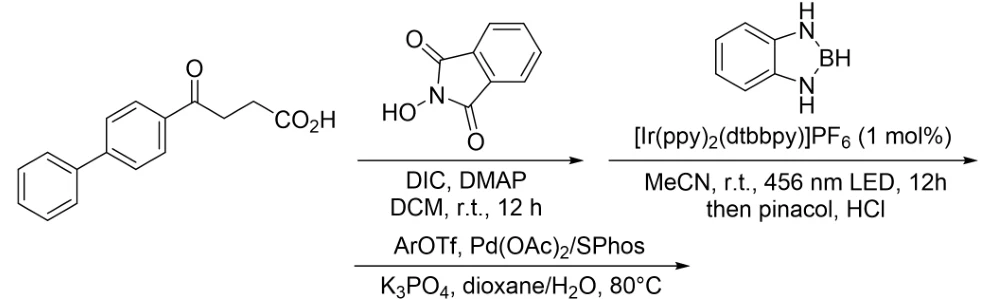 O
CO₂H
O
HO
N
O
DIC, DMAP
DCM, r.t., 12 h
H
N
BH
N
H
[Ir(ppy)₂(dtbbpy)]PF₆ (1 mol%)
MeCN, r.t., 456 nm LED, 12h
then pinacol, HCl
ArOTf, Pd(OAc)₂/SPhos
K₃PO₄, dioxane/H₂O, 80°C